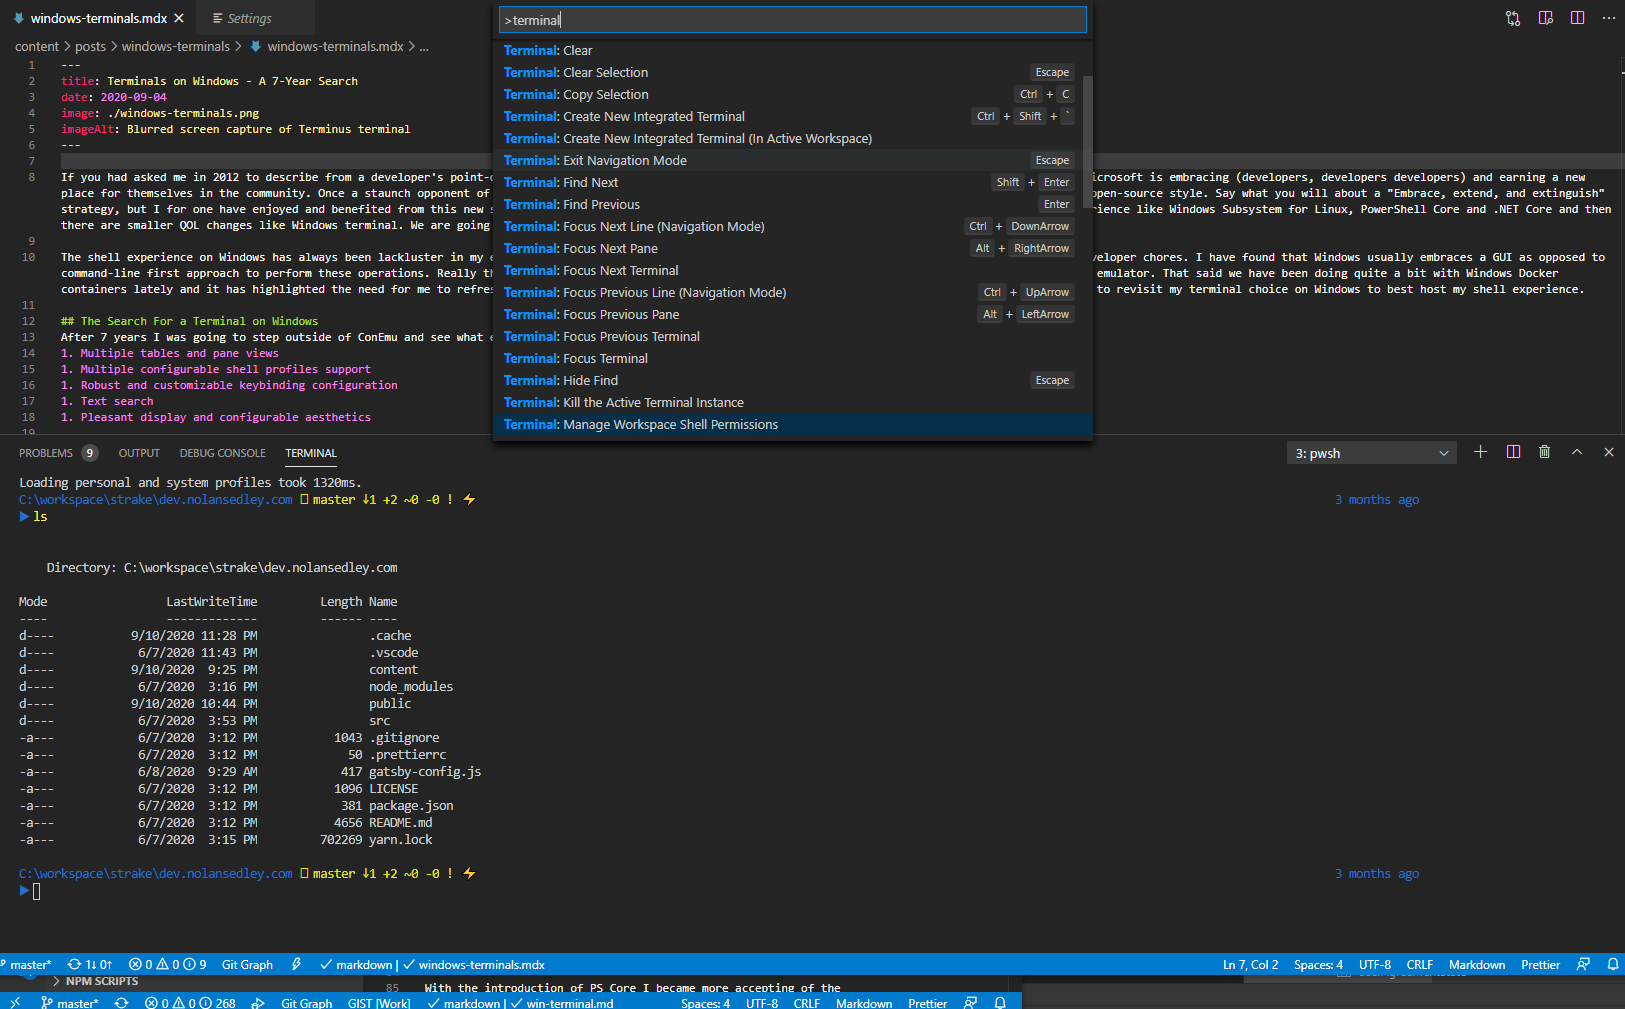 windows-terminals.mdx
Settings
>terminal
content > posts > windows-terminals > windows-terminals.mdx > ...
Terminal: Clear
Terminal: Clear Selection Escape
Terminal: Copy Selection Ctrl + C
Terminal: Create New Integrated Terminal Ctrl + Shift + `
Terminal: Create New Integrated Terminal (In Active Workspace)
Terminal: Exit Navigation Mode Escape
Terminal: Find Next Shift + Enter
Terminal: Find Previous Enter
Terminal: Focus Next Line (Navigation Mode) Ctrl + DownArrow
Terminal: Focus Next Pane Alt + RightArrow
Terminal: Focus Next Terminal
Terminal: Focus Previous Line (Navigation Mode) Ctrl + UpArrow
Terminal: Focus Previous Pane Alt + LeftArrow
Terminal: Focus Previous Terminal
Terminal: Focus Terminal
Terminal: Hide Find Escape
Terminal: Kill the Active Terminal Instance
Terminal: Manage Workspace Shell Permissions
1 ---
2 title: Terminals on Windows - A 7-Year Search
3 date: 2020-09-04
4 image: ./windows-terminals.png
5 imageAlt: Blurred screen capture of Terminus terminal
6 ---
7
8 If you had asked me in 2012 to describe from a developer's point- icrosoft is embracing (developers, developers developers) and earning a new
place for themselves in the community. Once a staunch opponent of open-source style. Say what you will about a "Embrace, extend, and extinguish"
strategy, but I for one have enjoyed and benefited from this new rience like Windows Subsystem for Linux, PowerShell Core and .NET Core and then
there are smaller QOL changes like Windows terminal. We are going
9
10 The shell experience on Windows has always been lackluster in my veloper chores. I have found that Windows usually embraces a GUI as opposed to
command-line first approach to perform these operations. Really emulator. That said we have been doing quite a bit with Windows Docker
containers lately and it has highlighted the need for me to to revisit my terminal choice on Windows to best host my shell experience.
11
12 ## The Search For a Terminal on Windows
13 After 7 years I was going to step outside of ConEmu and see what
14 1. Multiple tables and pane views
15 1. Multiple configurable shell profiles support
16 1. Robust and customizable keybinding configuration
17 1. Text search
18 1. Pleasant display and configurable aesthetics
19
PROBLEMS 9 OUTPUT DEBUG CONSOLE TERMINAL 3: pwsh
Loading personal and system profiles took 1320ms.
C:\workspace\strake\dev.nolansedley.com master ↓1 +2 ~0 -0 ! 3 months ago
ls
Directory: C:\workspace\strake\dev.nolansedley.com
Mode LastWriteTime Length Name
---- ------------- ------ ----
d---- 9/10/2020 11:28 PM .cache
d---- 6/7/2020 11:43 PM .vscode
d---- 9/10/2020 9:25 PM content
d---- 6/7/2020 3:16 PM node_modules
d---- 9/10/2020 10:44 PM public
d---- 6/7/2020 3:53 PM src
-a--- 6/7/2020 3:12 PM 1043 .gitignore
-a--- 6/7/2020 3:12 PM 50 .prettierrc
-a--- 6/8/2020 9:29 AM 417 gatsby-config.js
-a--- 6/7/2020 3:12 PM 1096 LICENSE
-a--- 6/7/2020 3:12 PM 381 package.json
-a--- 6/7/2020 3:12 PM 4656 README.md
-a--- 6/7/2020 3:15 PM 702269 yarn.lock
C:\workspace\strake\dev.nolansedley.com master ↓1 +2 ~0 -0 ! 3 months ago
master* 1↓ 0↑ 0 0 9 Git Graph markdown | windows-terminals.mdx Ln 7, Col 2 Spaces: 4 UTF-8 CRLF Markdown Prettier
NPM SCRIPTS
85 With the introduction of PS Core I became more accepting of the
master* 0 0 268 Git Graph GIST [Work] markdown | win-terminal.md Spaces: 4 UTF-8 CRLF Markdown Prettier